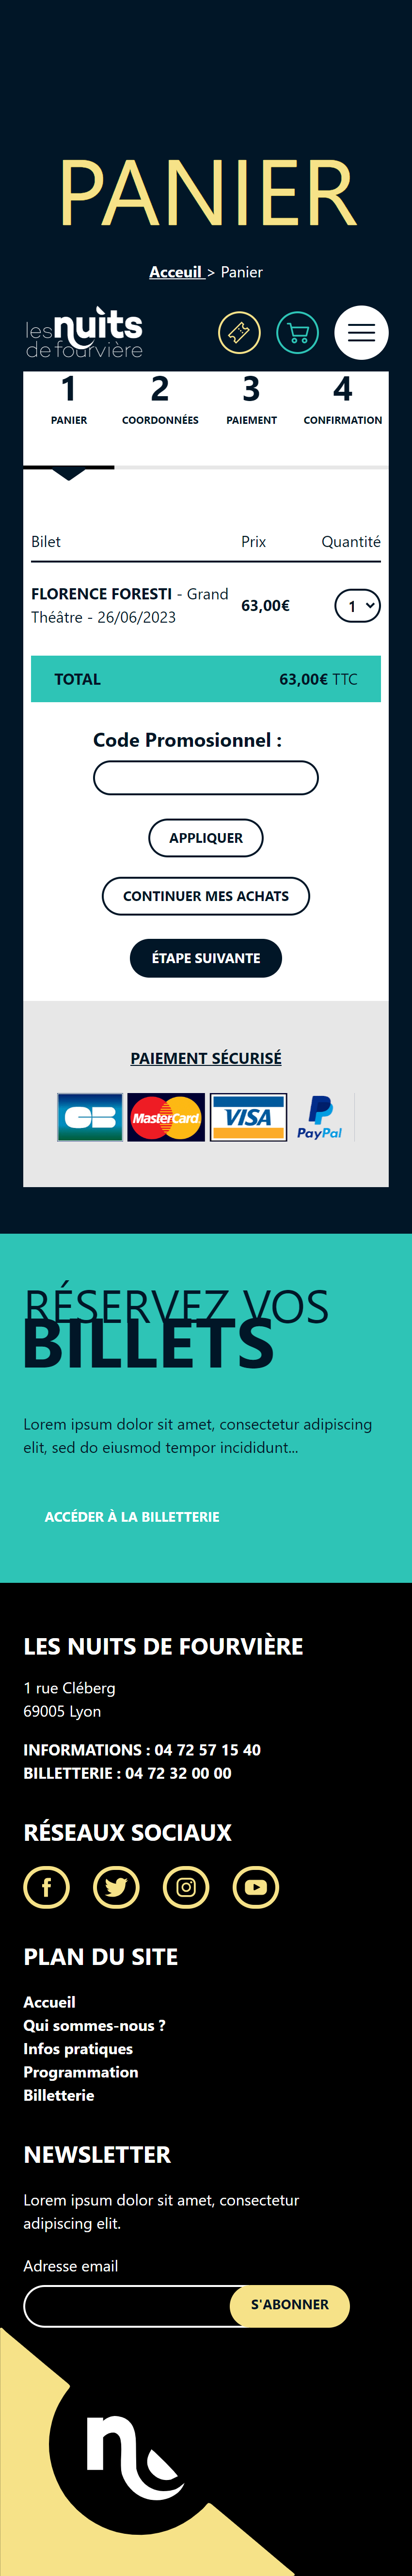 PANIER
Acceuil > Panier
les nuits
de fourvière
1 2 3 4
PANIER COORDONNÉES PAIEMENT CONFIRMATION
Bilet Prix Quantité
FLORENCE FORESTI - Grand
Théâtre - 26/06/2023 63,00€ 1
TOTAL 63,00€ TTC
Code Promosionnel :
APPLIQUER
CONTINUER MES ACHATS
ÉTAPE SUIVANTE
PAIEMENT SÉCURISÉ
CB MasterCard VISA PayPal
RÉSERVEZ VOS
BILLETS
Lorem ipsum dolor sit amet, consectetur adipiscing
elit, sed do eiusmod tempor incididunt...
ACCÉDER À LA BILLETTERIE
LES NUITS DE FOURVIÈRE
1 rue Cléberg
69005 Lyon
INFORMATIONS : 04 72 57 15 40
BILLETTERIE : 04 72 32 00 00
RÉSEAUX SOCIAUX
PLAN DU SITE
Accueil
Qui sommes-nous ?
Infos pratiques
Programmation
Billetterie
NEWSLETTER
Lorem ipsum dolor sit amet, consectetur
adipiscing elit.
Adresse email
S'ABONNER
n